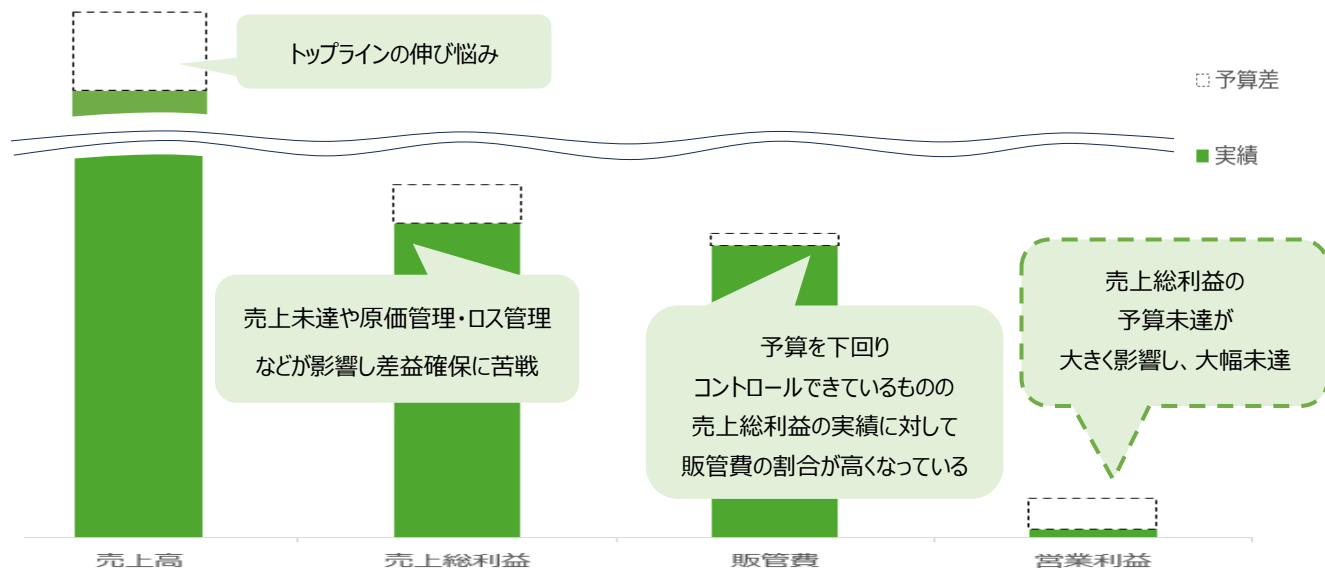 トップラインの伸び悩み
予算差
実績
売上未達や原価管理・ロス管理
などが影響し差益確保に苦戦
予算を下回り
コントロールできているものの
売上総利益の実績に対して
販管費の割合が高くなっている
売上総利益の
予算未達が
大きく影響し、大幅未達
売上高
売上総利益
販管費
営業利益